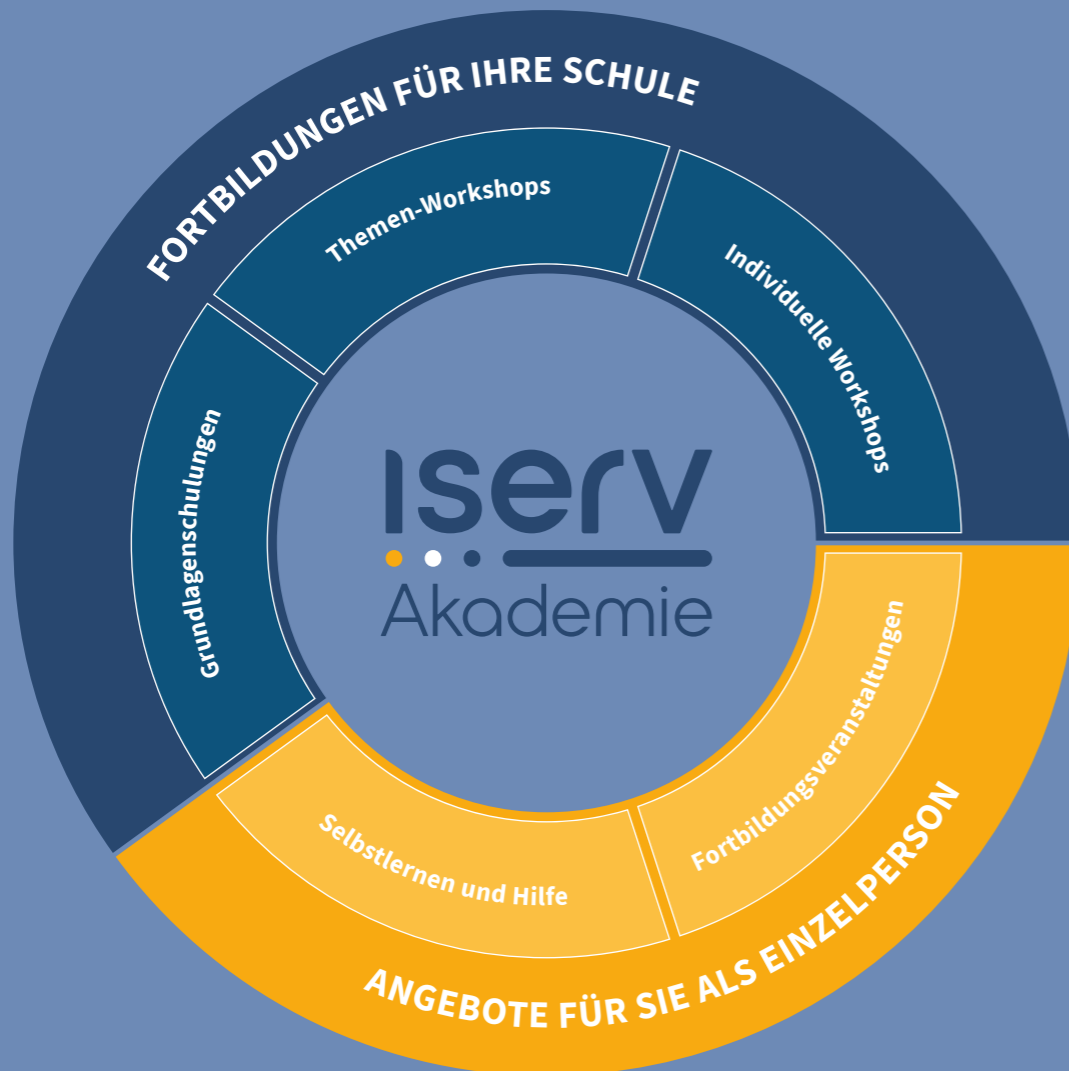 FORTBILDUNGEN FÜR IHRE SCHULE
Themen-Workshops
Individuelle Workshops
Grundlagenschulungen
Iserv
Akademie
Fortbildungsveranstaltungen
Selbstlernen und Hilfe
ANGEBOTE FÜR SIE ALS EINZELPERSON